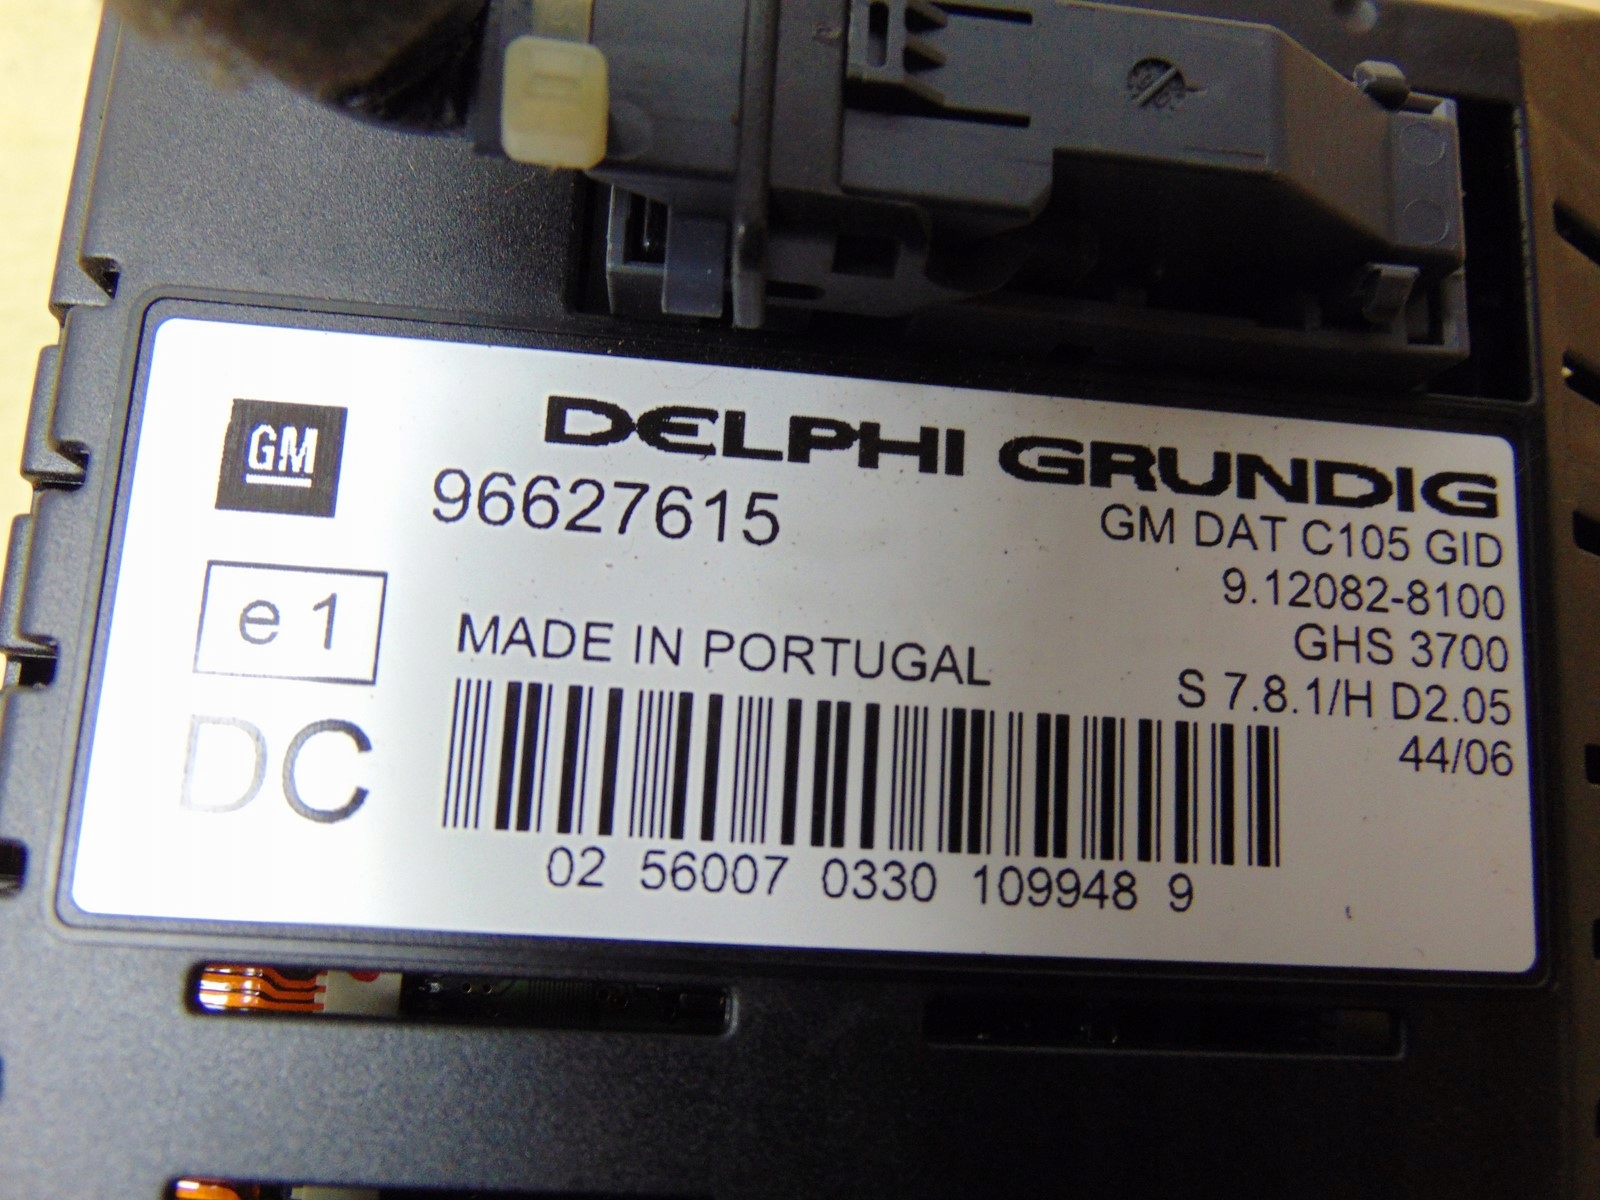 GM
DELPHI GRUNDIG
96627615
GM DAT C105 GID
9.12082-8100
e1
GHS 3700
MADE IN PORTUGAL
S 7.8.1/H D2.05
44/06
DC
02 56007 0330 109948 9